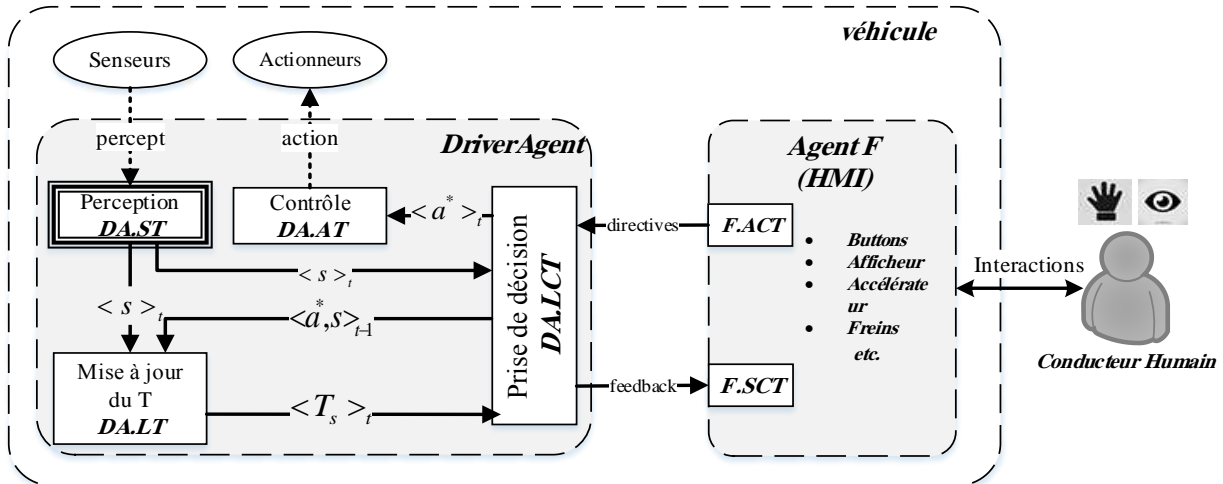 véhicule
Senseurs
Actionneurs
percept
action
DriverAgent
Agent F
(HMI)
Perception
DA.ST
Contrôle
DA.AT
< a* >t
Prise de décision
DA.LCT
directives
F.ACT
• Buttons
• Afficheur
• Accélérate
ur
• Freins
etc.
Interactions
< s >t
< s >t
<a*,s>t-1
Conducteur Humain
Mise à jour
du T
DA.LT
<Ts >t
feedback
F.SCT